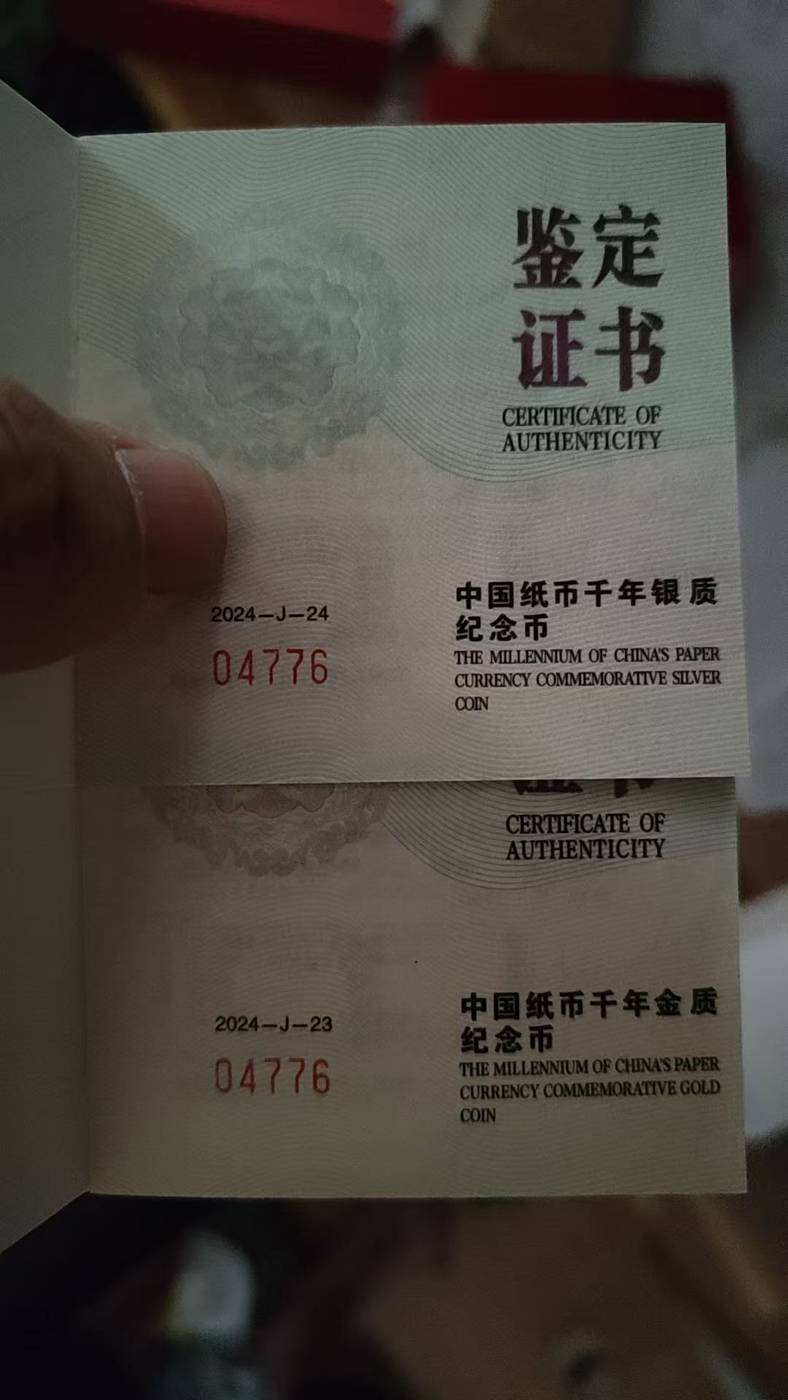 鉴定
证书
CERTIFICATE OF
AUTHENTICITY
2024—J—24
04776
中国纸币千年银质
纪念币
THE MILLENNIUM OF CHINA'S PAPER
CURRENCY COMMEMORATIVE SILVER
COIN
CERTIFICATE OF
AUTHENTICITY
2024—J—23
04776
中国纸币千年金质
纪念币
THE MILLENNIUM OF CHINA'S PAPER
CURRENCY COMMEMORATIVE GOLD
COIN